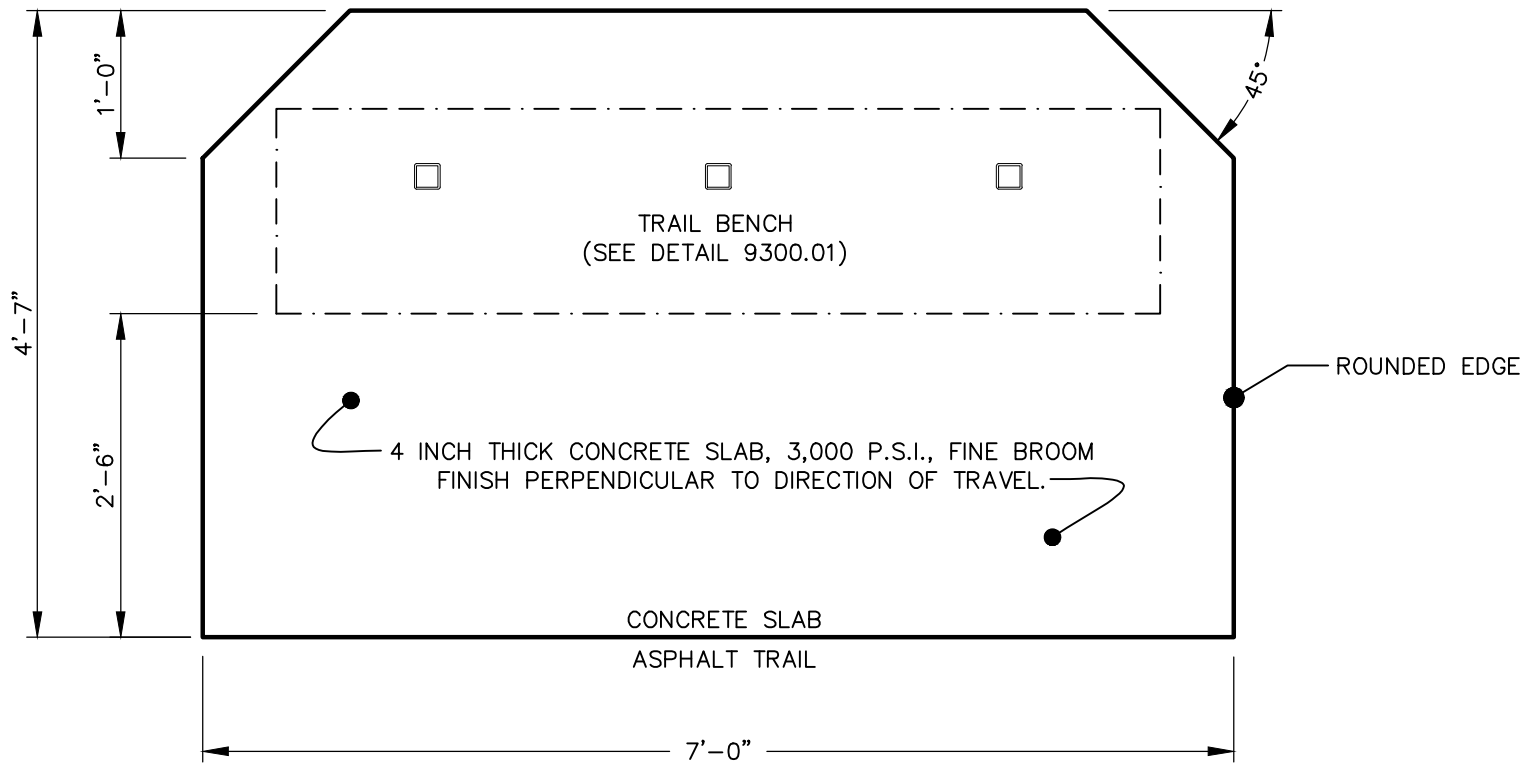 1'-0"
45°
TRAIL BENCH
(SEE DETAIL 9300.01)
4'-7"
ROUNDED EDGE
2'-6"
4 INCH THICK CONCRETE SLAB, 3,000 P.S.I., FINE BROOM
FINISH PERPENDICULAR TO DIRECTION OF TRAVEL.
CONCRETE SLAB
ASPHALT TRAIL
7'-0"